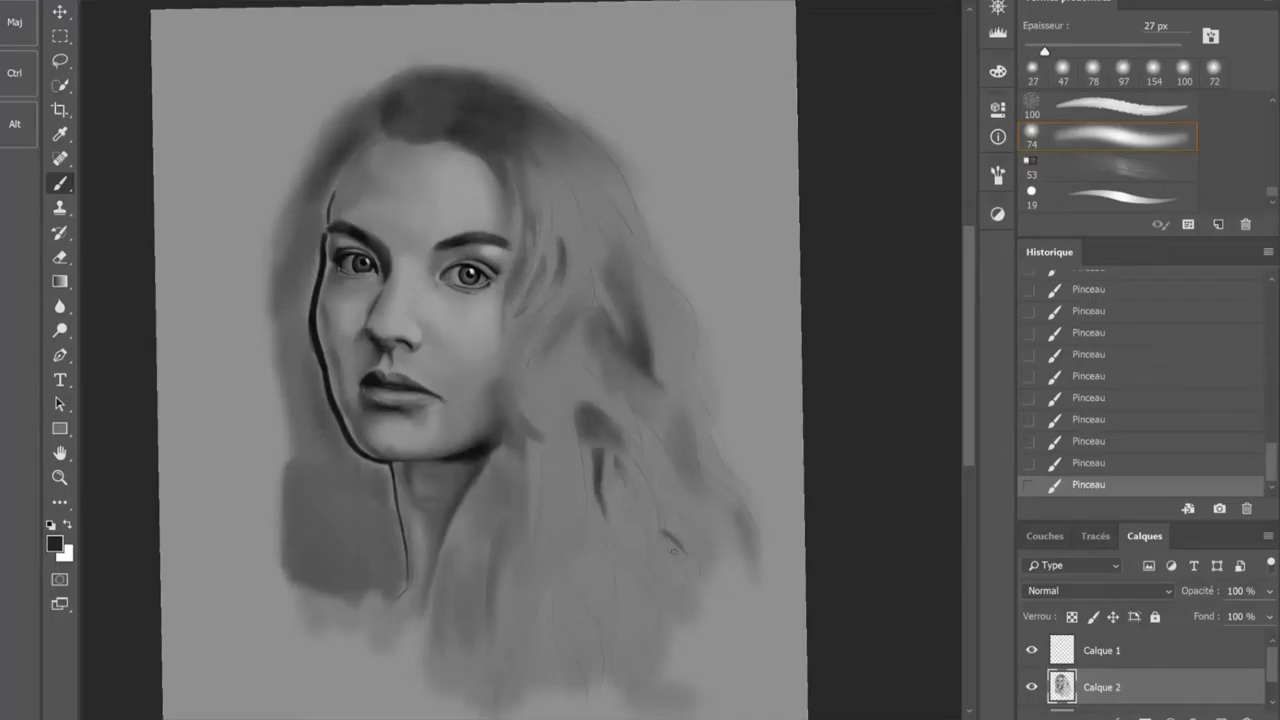 Maj
Ctrl
Alt
Epaisseur :
27 px
27 47 78 97 154 100 72
100
74
53
19
Historique
Pinceau
Pinceau
Pinceau
Pinceau
Pinceau
Pinceau
Pinceau
Pinceau
Pinceau
Pinceau
Couches Tracés Calques
Type
Normal Opacité : 100 %
Verrou : Fond : 100 %
Calque 1
Calque 2